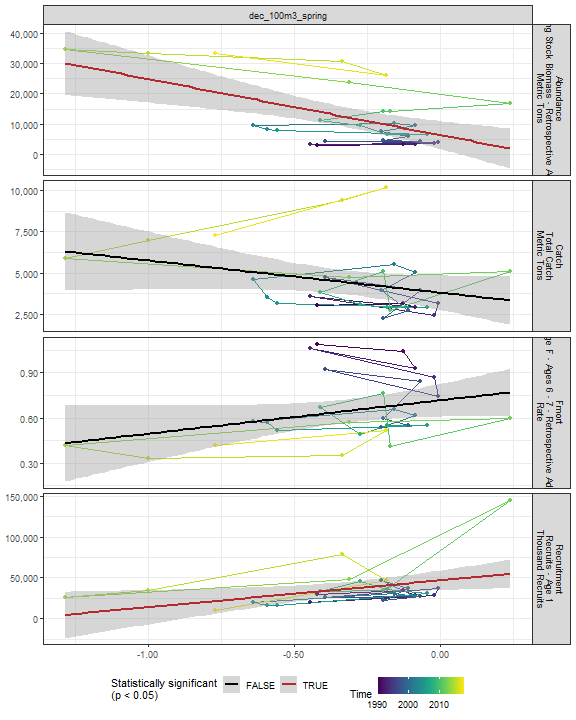 dec_100m3_spring
40,000
30,000
20,000
10,000
0
Abundance
Stock Biomass - Retrospective
Metric Tons
10,000
7,500
5,000
2,500
Catch
Total Catch
Metric Tons
0.90
0.60
0.30
Fmort
F - Ages 6 - 7 - Retrospective
Rate
150,000
100,000
50,000
0
Recruitment
Recruits - Age 1
Thousand Recruits
-1.00
-0.50
0.00
Statistically significant
(p < 0.05)
FALSE
TRUE
Time
1990
2000
2010